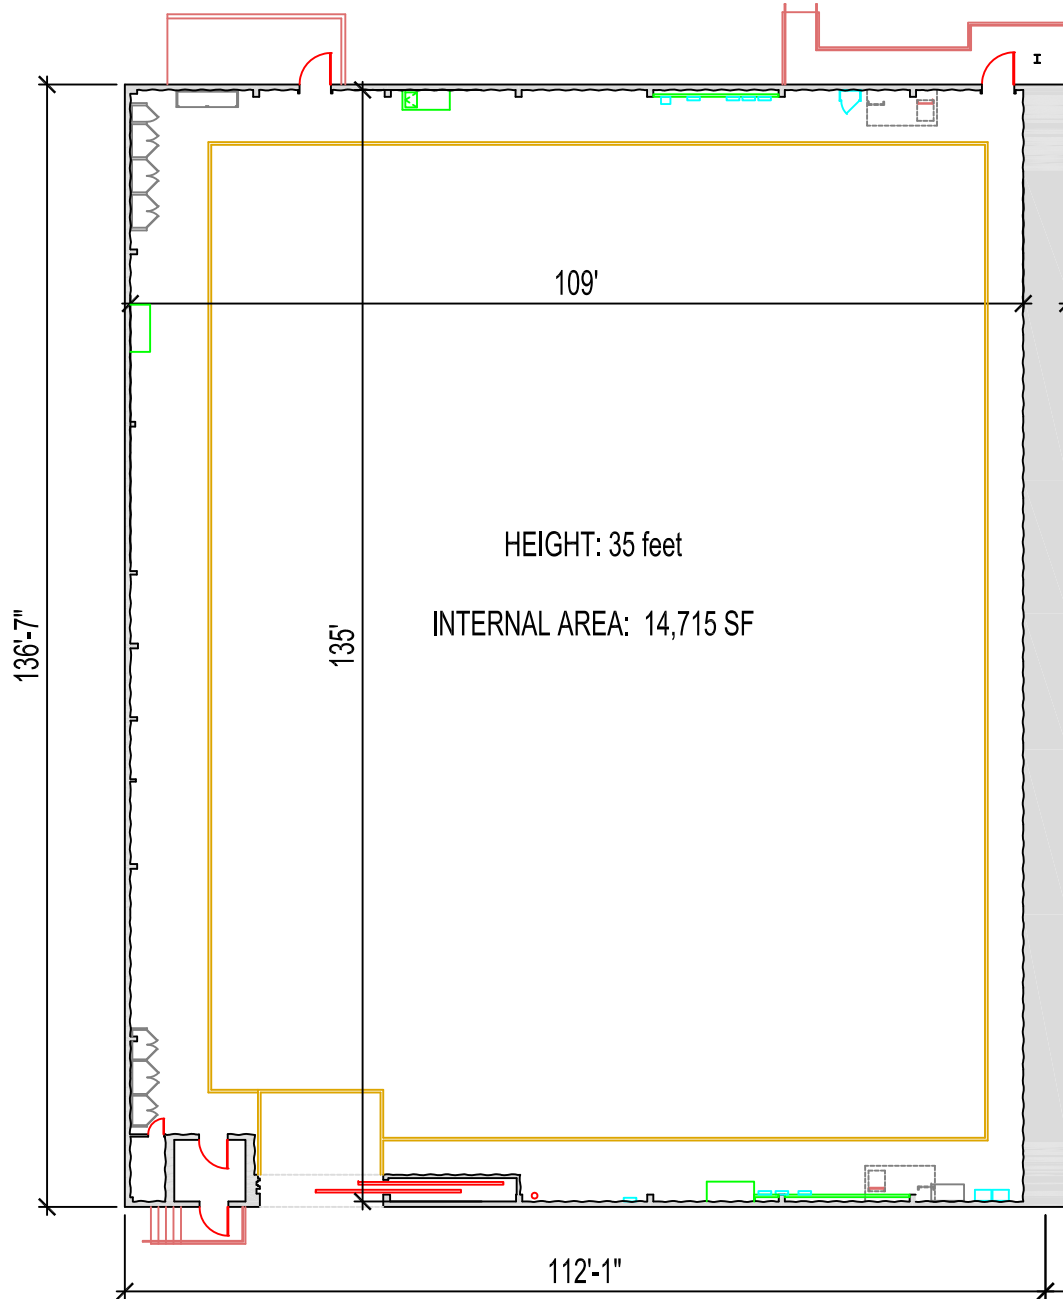 I
109'
HEIGHT: 35 feet
INTERNAL AREA: 14,715 SF
136'-7"
135'
112'-1"